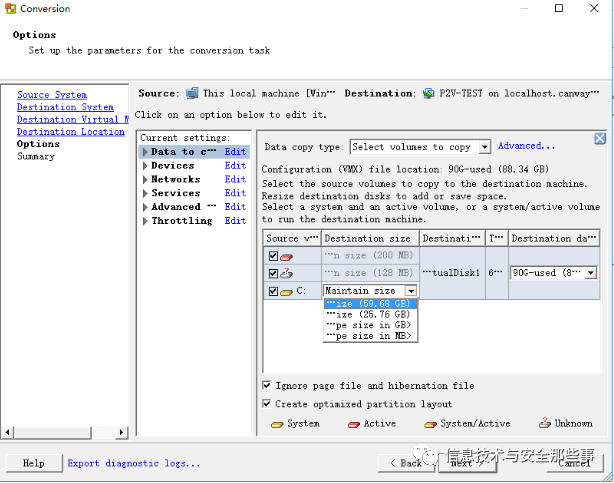 Conversion
Options
Set up the parameters for the conversion task
Source System
Destination System
Destination Virtual M
Destination Location
Options
Summary
Source: This local machine [Win… Destination: P2V-TEST on localhost.canway…
Click on an option below to edit it.
Current settings:
Data to c… Edit
Devices Edit
Networks Edit
Services Edit
Advanced … Edit
Throttling Edit
Data copy type: Select volumes to copy Advanced...
Configuration (VMX) file location: 90G-used (88.34 GB)
Select the source volumes to copy to the destination machine.
Resize destination disks to add or save space.
Select a system and an active volume, or a system/active volume
to run the destination machine.
Source v… Destination size Destinati… T… Destination da…
…n size (200 MB)
…n size (128 MB) …tualDisk1 6… 90G-used (8…
C: Maintain size
…ize (59.68 GB)
…ize (25.76 GB)
…pe size in GB>
…pe size in MB>
Ignore page file and hibernation file
Create optimized partition layout
System Active System/Active Unknown
Help Export diagnostic logs... < Back Next > Cancel
信息技术与安全那些事